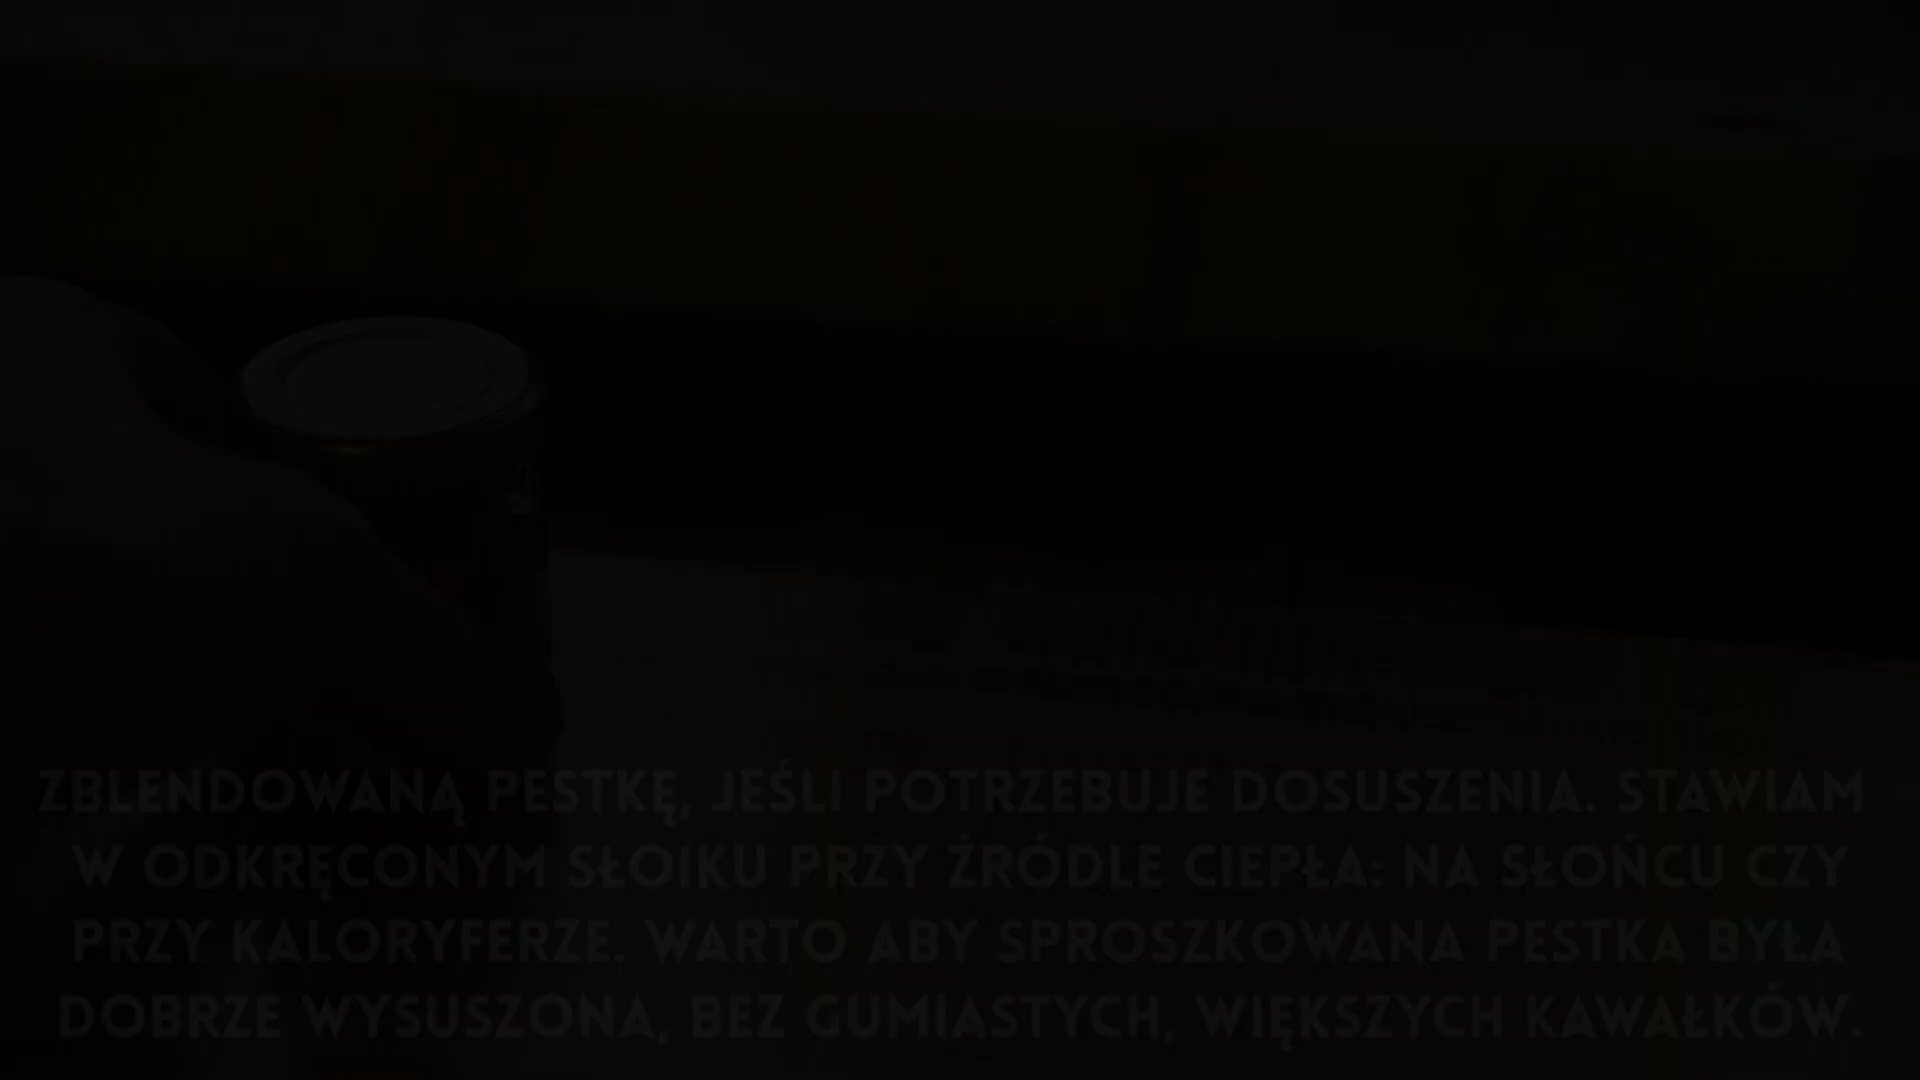 ZBLENDOWANĄ PESTKĘ, JEŚLI POTRZEBUJE DOSUSZENIA. STAWIAM
W ODKRĘCONYM SŁOIKU PRZY ŹRÓDLE CIEPŁA: NA SŁOŃCU CZY
PRZY KALORYFERZE. WARTO ABY SPROSZKOWANA PESTKA BYŁA
DOBRZE WYSUSZONA, BEZ GUMIASTYCH, WIĘKSZYCH KAWAŁKÓW.